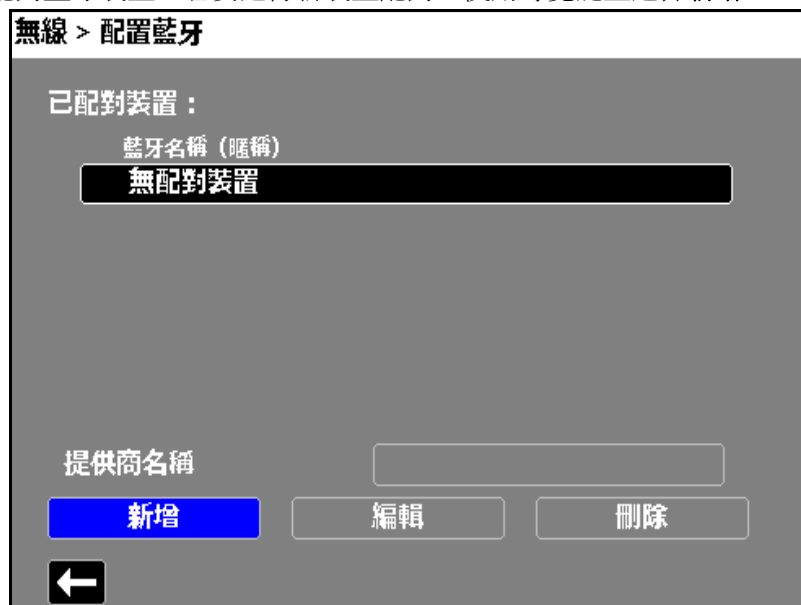 無線 > 配置藍牙
已配對裝置：
藍牙名稱（暱稱）
無配對裝置
提供商名稱
新增
編輯
刪除